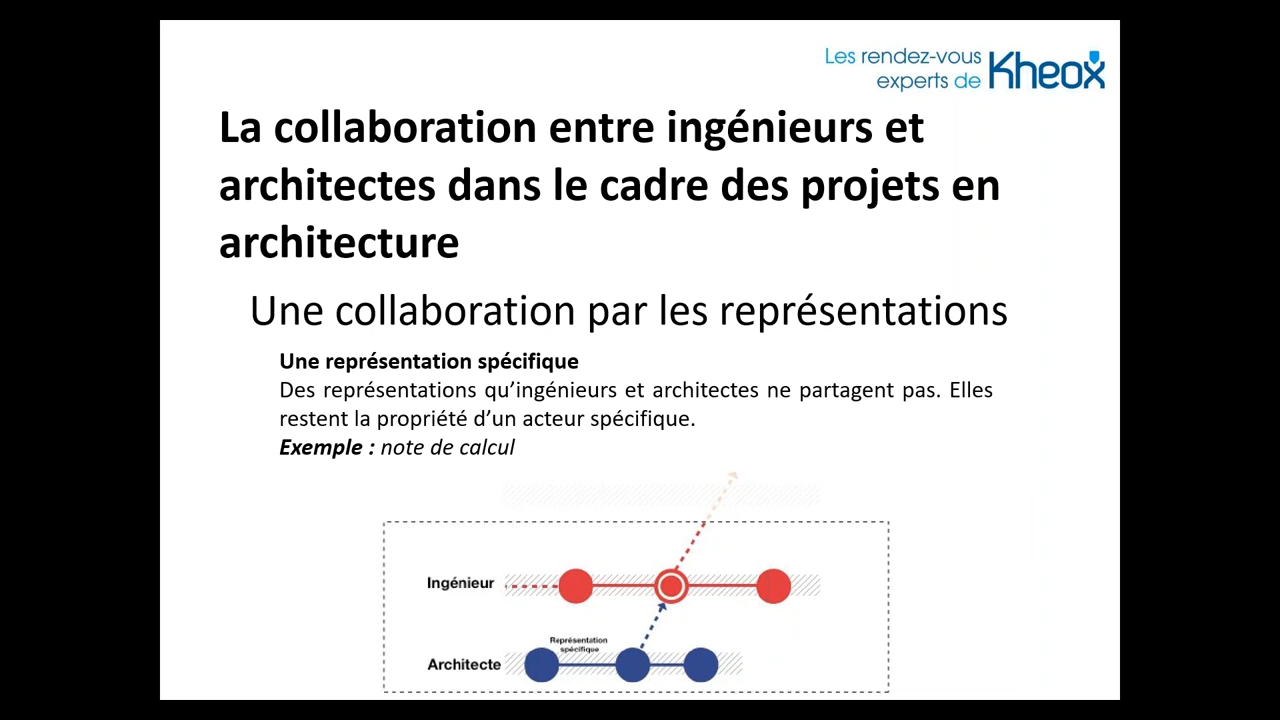 Les rendez-vous
experts de Kheox
La collaboration entre ingénieurs et
architectes dans le cadre des projets en
architecture
Une collaboration par les représentations
Une représentation spécifique
Des représentations qu’ingénieurs et architectes ne partagent pas. Elles
restent la propriété d’un acteur spécifique.
Exemple : note de calcul
Ingénieur
Représentation
spécifique
Architecte